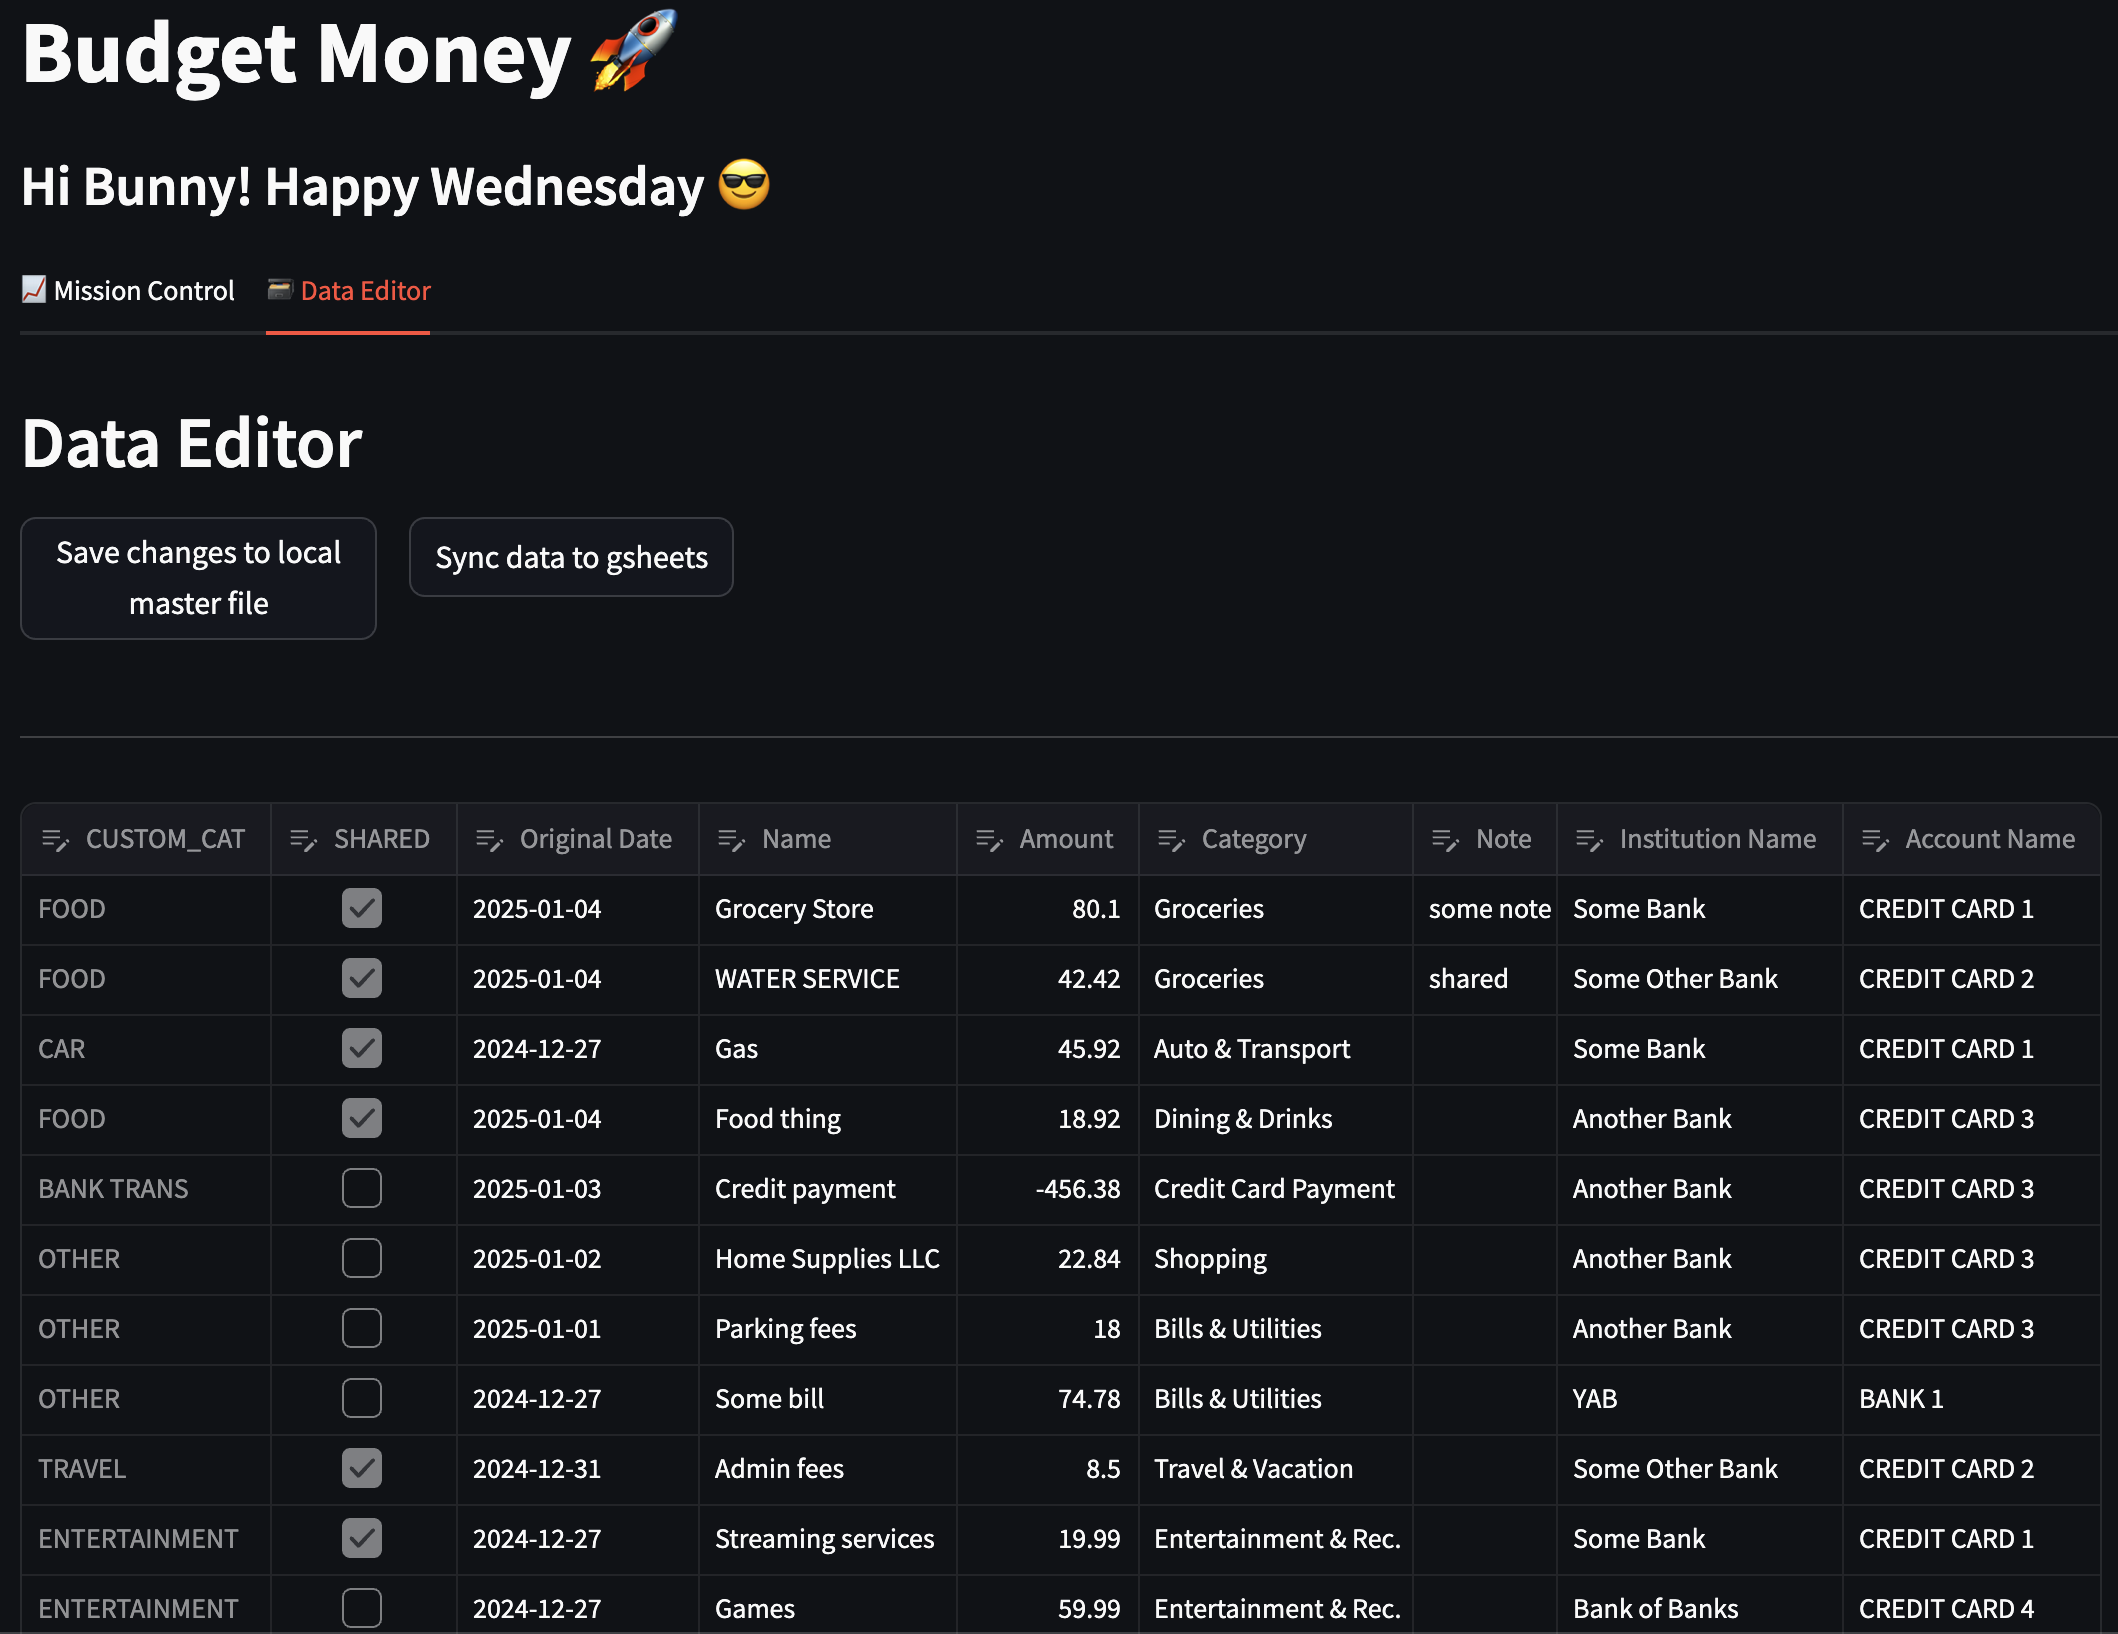 Budget Money 🚀
Hi Bunny! Happy Wednesday 😎
📈 Mission Control 🗃️ Data Editor
Data Editor
Save changes to local
master file
Sync data to gsheets
CUSTOM_CAT SHARED Original Date Name Amount Category Note Institution Name Account Name
FOOD 2025-01-04 Grocery Store 80.1 Groceries some note Some Bank CREDIT CARD 1
FOOD 2025-01-04 WATER SERVICE 42.42 Groceries shared Some Other Bank CREDIT CARD 2
CAR 2024-12-27 Gas 45.92 Auto & Transport Some Bank CREDIT CARD 1
FOOD 2025-01-04 Food thing 18.92 Dining & Drinks Another Bank CREDIT CARD 3
BANK TRANS 2025-01-03 Credit payment -456.38 Credit Card Payment Another Bank CREDIT CARD 3
OTHER 2025-01-02 Home Supplies LLC 22.84 Shopping Another Bank CREDIT CARD 3
OTHER 2025-01-01 Parking fees 18 Bills & Utilities Another Bank CREDIT CARD 3
OTHER 2024-12-27 Some bill 74.78 Bills & Utilities YAB BANK 1
TRAVEL 2024-12-31 Admin fees 8.5 Travel & Vacation Some Other Bank CREDIT CARD 2
ENTERTAINMENT 2024-12-27 Streaming services 19.99 Entertainment & Rec. Some Bank CREDIT CARD 1
ENTERTAINMENT 2024-12-27 Games 59.99 Entertainment & Rec. Bank of Banks CREDIT CARD 4